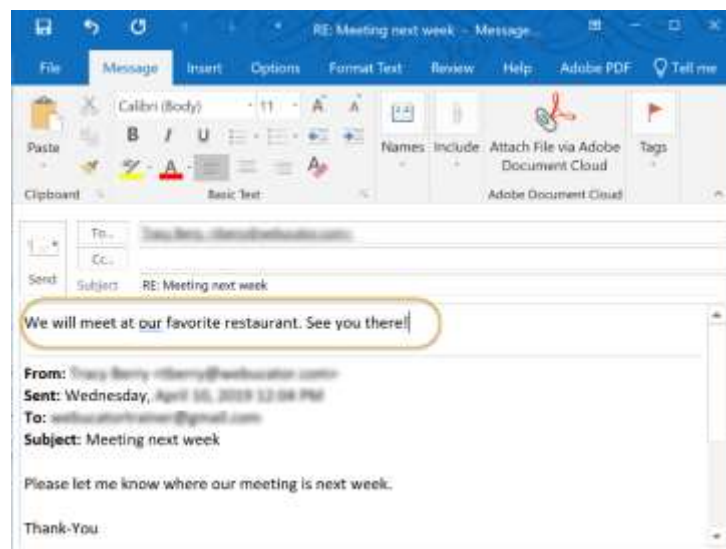 RE: Meeting next week - Message...
File Message Insert Options Format Text Review Help Adobe PDF Tell me
Calibri (Body) 11 A A
B I U
Paste Names Include Attach File via Adobe Document Cloud Tags
A A
Clipboard Basic Text Adobe Document Cloud
To...
Cc...
Send Subject RE: Meeting next week
We will meet at our favorite restaurant. See you there!
From:
Sent: Wednesday,
To:
Subject: Meeting next week
Please let me know where our meeting is next week.
Thank-You